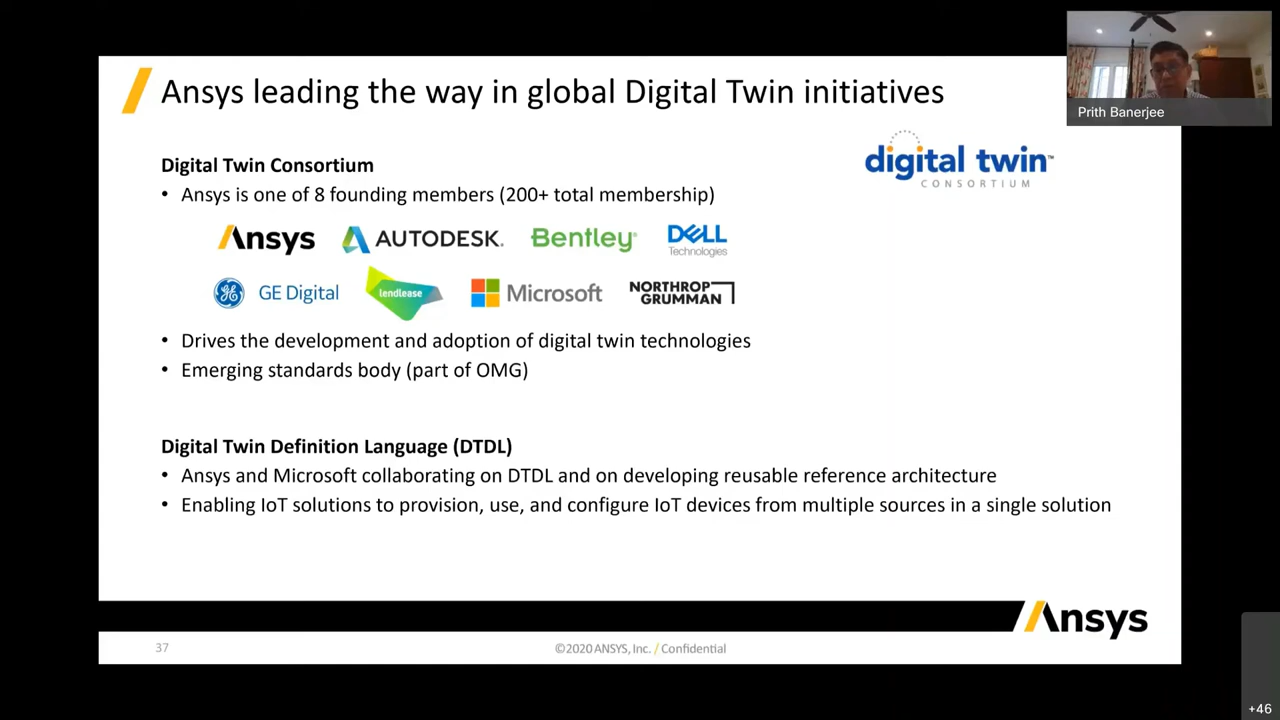 Ansys leading the way in global Digital Twin initiatives
Prith Banerjee
digital twin™
CONSORTIUM
Digital Twin Consortium
• Ansys is one of 8 founding members (200+ total membership)
Ansys AUTODESK. Bentley® DELL
Technologies
GE Digital lendlease Microsoft NORTHROP
GRUMMAN
• Drives the development and adoption of digital twin technologies
• Emerging standards body (part of OMG)
Digital Twin Definition Language (DTDL)
• Ansys and Microsoft collaborating on DTDL and on developing reusable reference architecture
• Enabling IoT solutions to provision, use, and configure IoT devices from multiple sources in a single solution
Ansys
37
©2020 ANSYS, Inc. / Confidential
+46